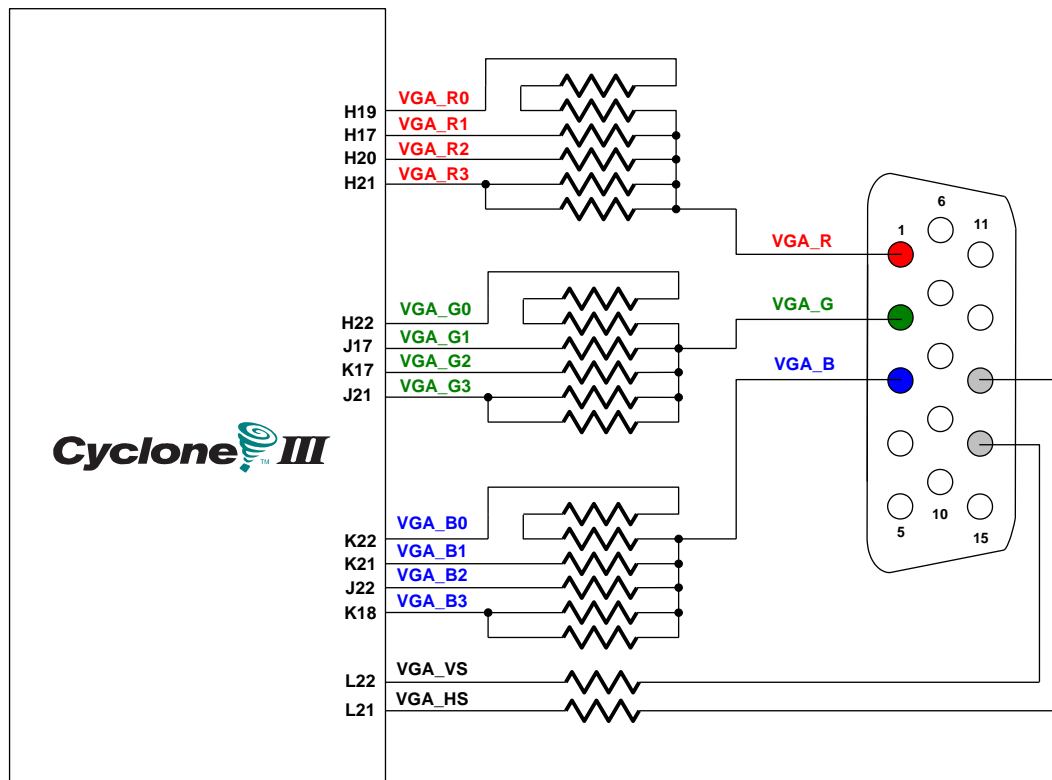 VGA_R0
H19
VGA_R1
H17
VGA_R2
H20
VGA_R3
H21
VGA_R
1
6
11
VGA_G0
H22
VGA_G1
J17
VGA_G2
K17
VGA_G3
J21
VGA_G
VGA_B
Cyclone III
TM
VGA_B0
K22
VGA_B1
K21
VGA_B2
J22
VGA_B3
K18
5
10
15
VGA_VS
L22
VGA_HS
L21